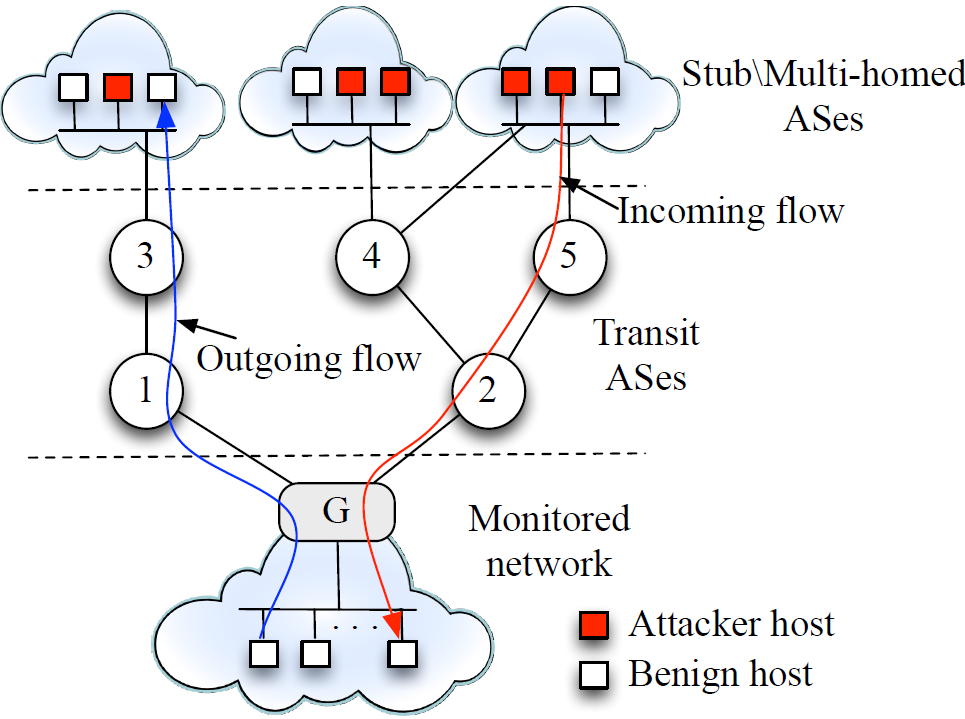 Stub\Multi-homed
ASes
Incoming flow
3
4
5
Transit
ASes
Outgoing flow
1
2
G
Monitored
network
. . .
Attacker host
Benign host